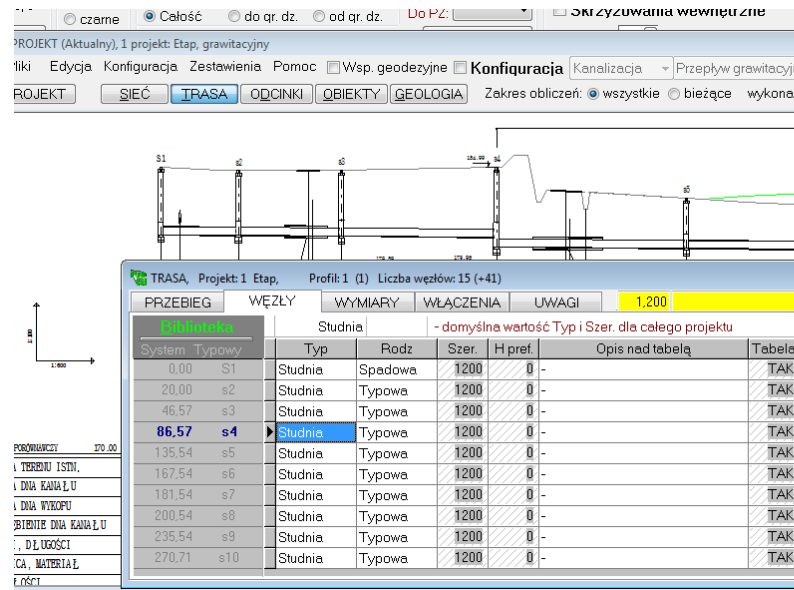 czarne Całość do qr. dz. od qr. dz. Do PZ: Skrzyżowania wewnętrzne
PROJEKT (Aktualny), 1 projekt: Etap, grawitacyjny
Pliki Edycja Konfiguracja Zestawienia Pomoc Wsp. geodezyjne Konfiguracja Kanalizacja Przepływ grawitacyj
ROJEKT SIEĆ TRASA ODCINKI OBIEKTY GEOLOGIA Zakres obliczeń: wszystkie bieżące wykona
S1 s2 s3 184.99 s4 s5
TRASA, Projekt: 1 Etap, Profil: 1 (1) Liczba węzłów: 15 (+41)
PRZEBIEG WĘZŁY WYMIARY WŁĄCZENIA UWAGI 1,200
Biblioteka Studnia - domyślna wartość Typ i Szer. dla całego projektu
System Typowy Typ Rodz Szer. H pref. Opis nad tabelą Tabela
0,00 S1 Studnia Spadowa 1200 0 - TAK
20,00 s2 Studnia Typowa 1200 0 - TAK
46,57 s3 Studnia Typowa 1200 0 - TAK
86,57 s4 Studnia Typowa 1200 0 - TAK
135,54 s5 Studnia Typowa 1200 0 - TAK
167,54 s6 Studnia Typowa 1200 0 - TAK
181,54 s7 Studnia Typowa 1200 0 - TAK
200,54 s8 Studnia Typowa 1200 0 - TAK
235,54 s9 Studnia Typowa 1200 0 - TAK
270,71 s10 Studnia Typowa 1200 0 - TAK
PORÓWNAWCZY 170.00
A TERENU ISTN.
A DNA KANAŁU
A DNA WYKOPU
ĘBIENIE DNA KANAŁU
I, DŁUGOŚCI
ICA, MATERIAŁ
ŁOŚCI